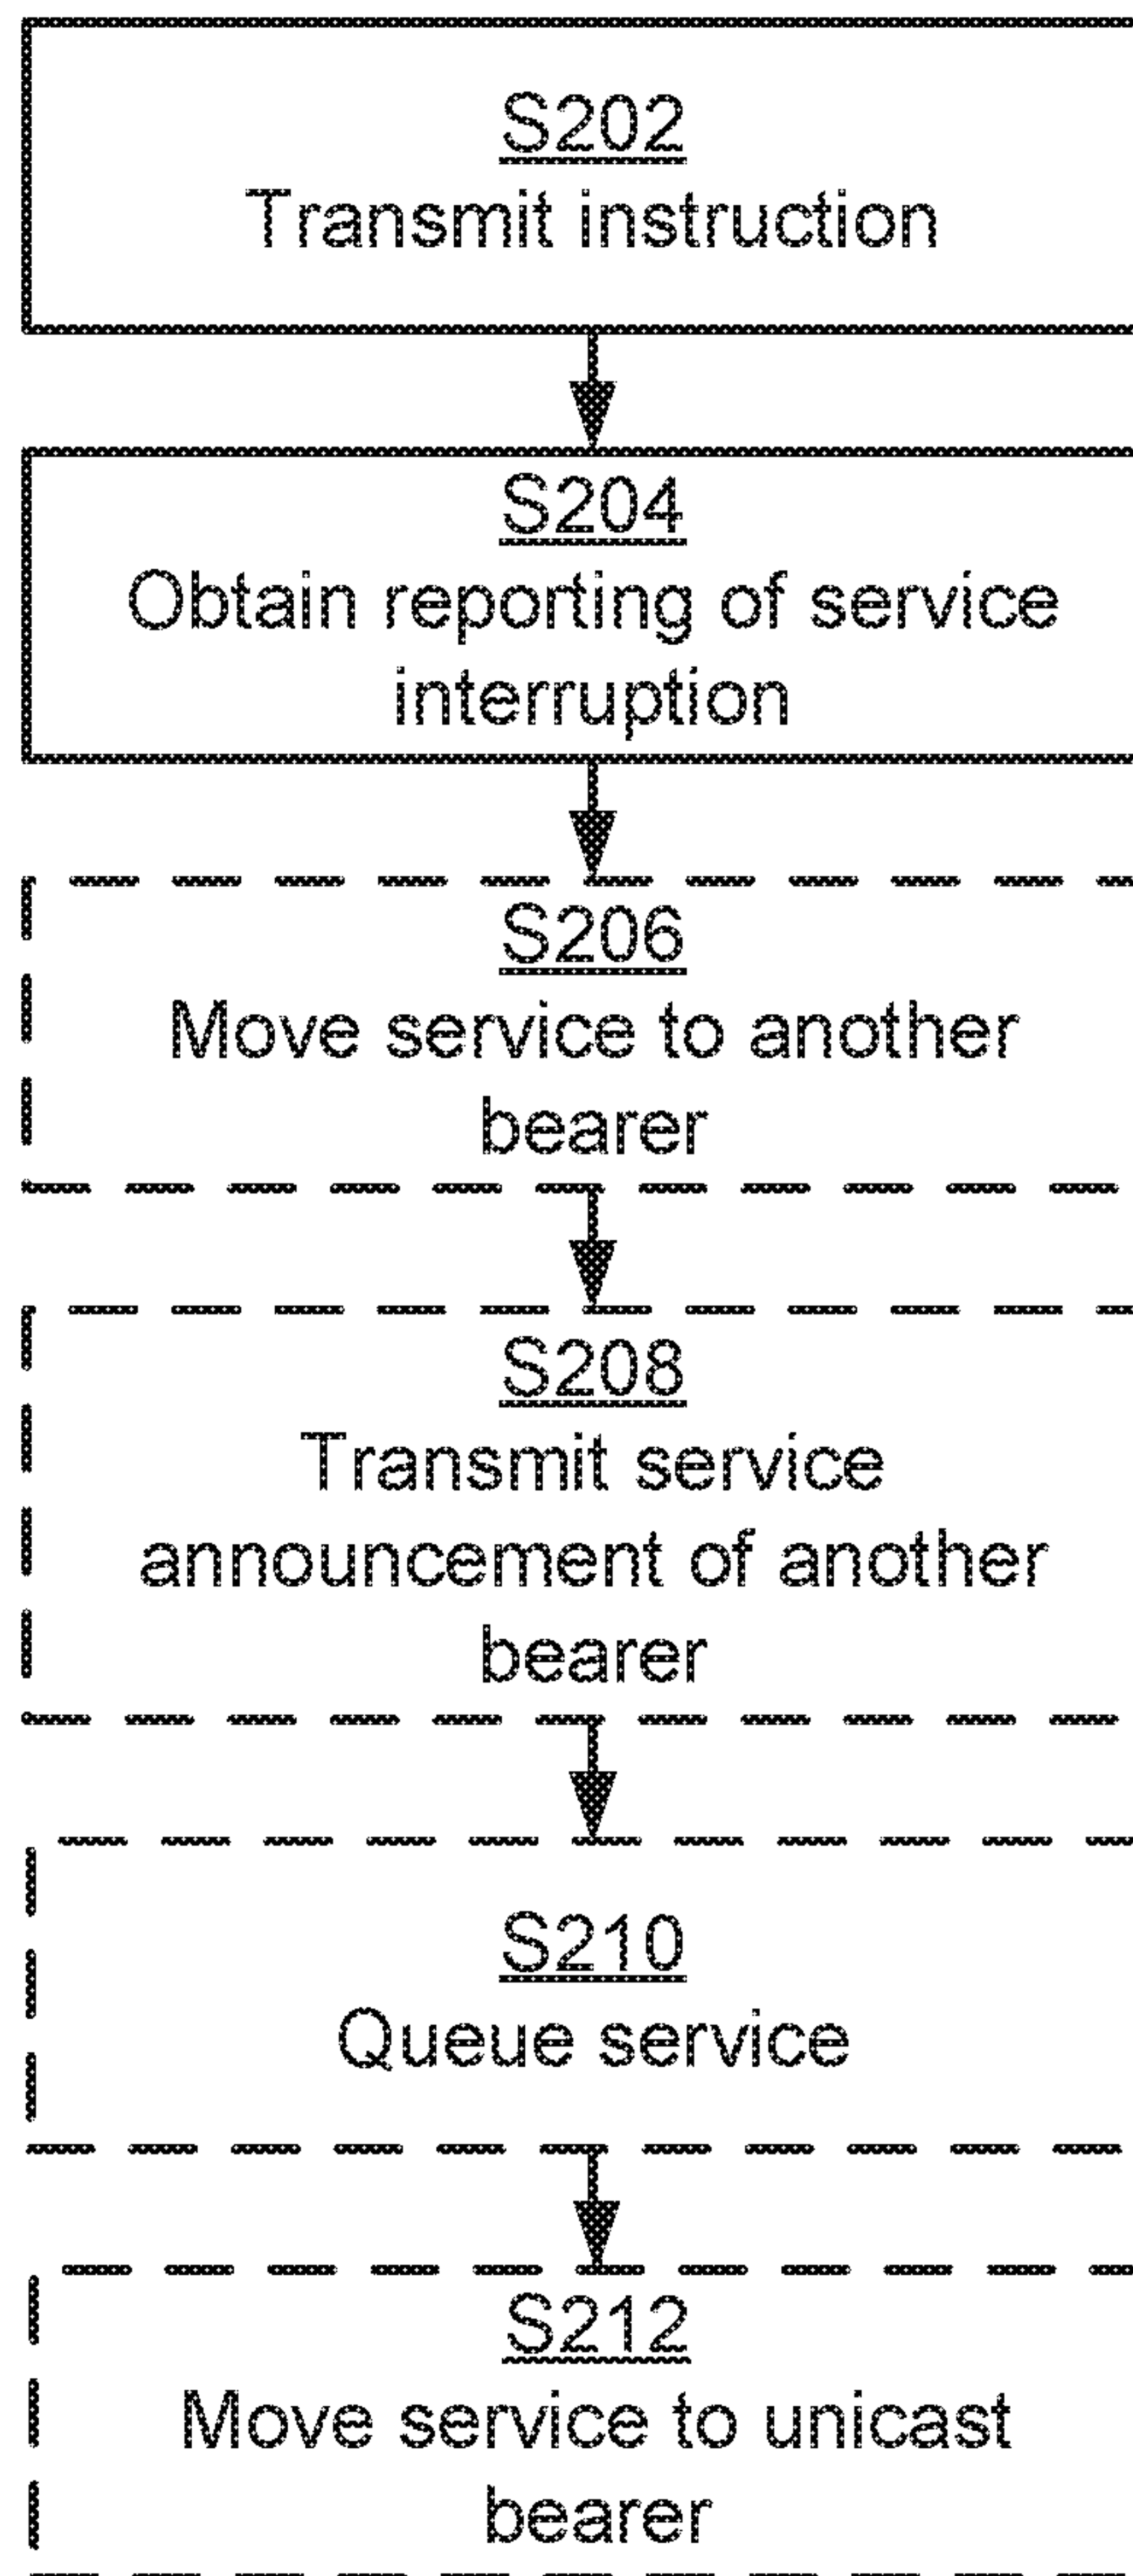 S202
Transmit instruction
S204
Obtain reporting of service
interruption
S206
Move service to another
bearer
S208
Transmit service
announcement of another
bearer
S210
Queue service
S212
Move service to unicast
bearer